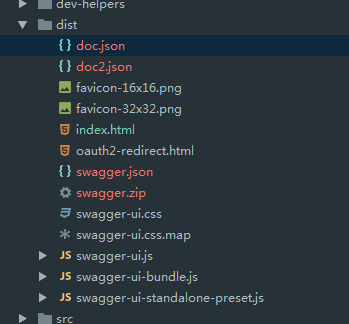 dev-helpers
dist
{ } doc.json
{ } doc2.json
favicon-16x16.png
favicon-32x32.png
index.html
oauth2-redirect.html
{ } swagger.json
swagger.zip
swagger-ui.css
swagger-ui.css.map
JS swagger-ui.js
JS swagger-ui-bundle.js
JS swagger-ui-standalone-preset.js
src